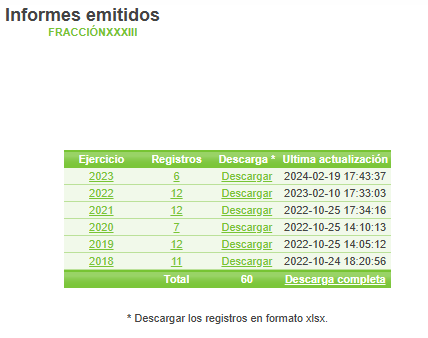 Informes emitidos
FRACCIÓNXXXIII
Ejercicio Registros Descarga * Ultima actualización
2023 6 Descargar 2024-02-19 17:43:37
2022 12 Descargar 2023-02-10 17:33:03
2021 12 Descargar 2022-10-25 17:34:16
2020 7 Descargar 2022-10-25 14:10:13
2019 12 Descargar 2022-10-25 14:05:12
2018 11 Descargar 2022-10-24 18:20:56
Total 60 Descarga completa
* Descargar los registros en formato xlsx.